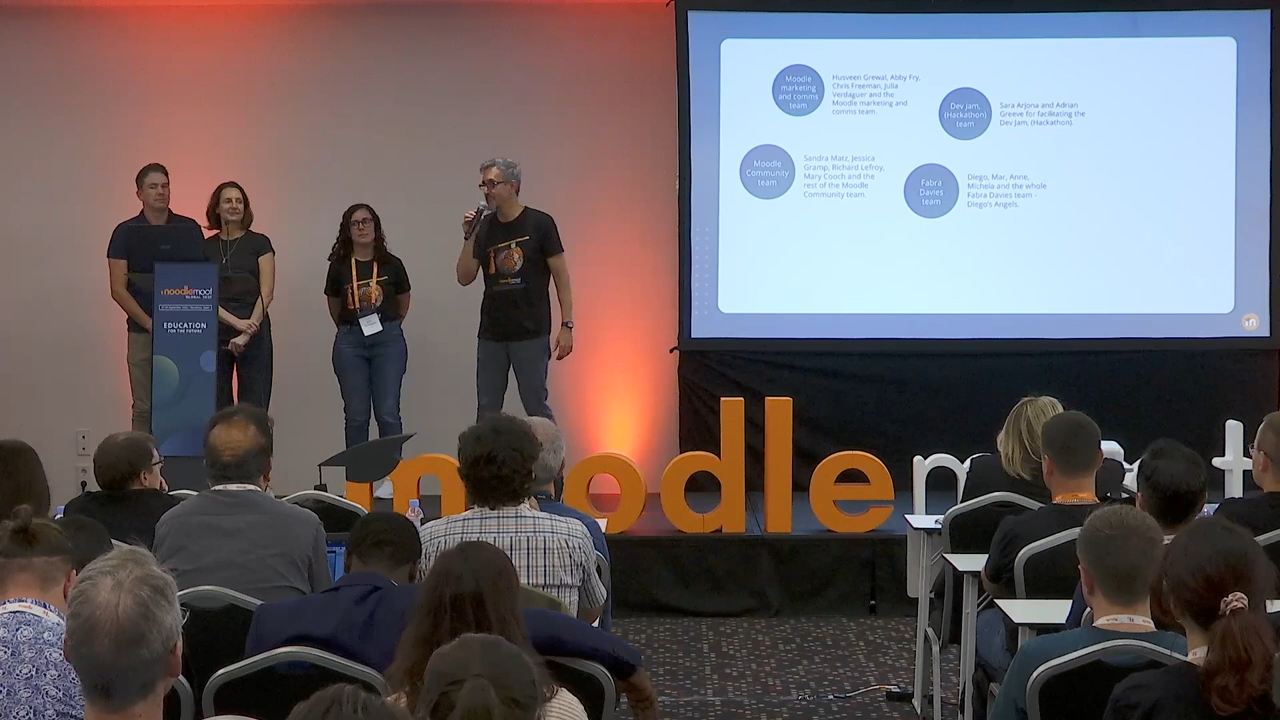 Moodle
marketing
and comms
team
Husveen Grewal, Abby Fry,
Chris Freeman, Julia
Verdaguer and the
Moodle marketing and
comms team.
Dev Jam,
(Hackathon)
team
Sara Arjona and Adrian
Greeve for facilitating the
Dev Jam, (Hackathon).
Moodle
Community
team
Sandra Matz, Jessica
Gramp, Richard Lefroy,
Mary Cooch and the
rest of the Moodle
Community team.
Fabra
Davies
team
Diego, Mar, Anne,
Michela and the whole
Fabra Davies team -
Diego's Angels.
m
moodlemoot
GLOBAL
EDUCATION
FOR THE FUTURE
moodle